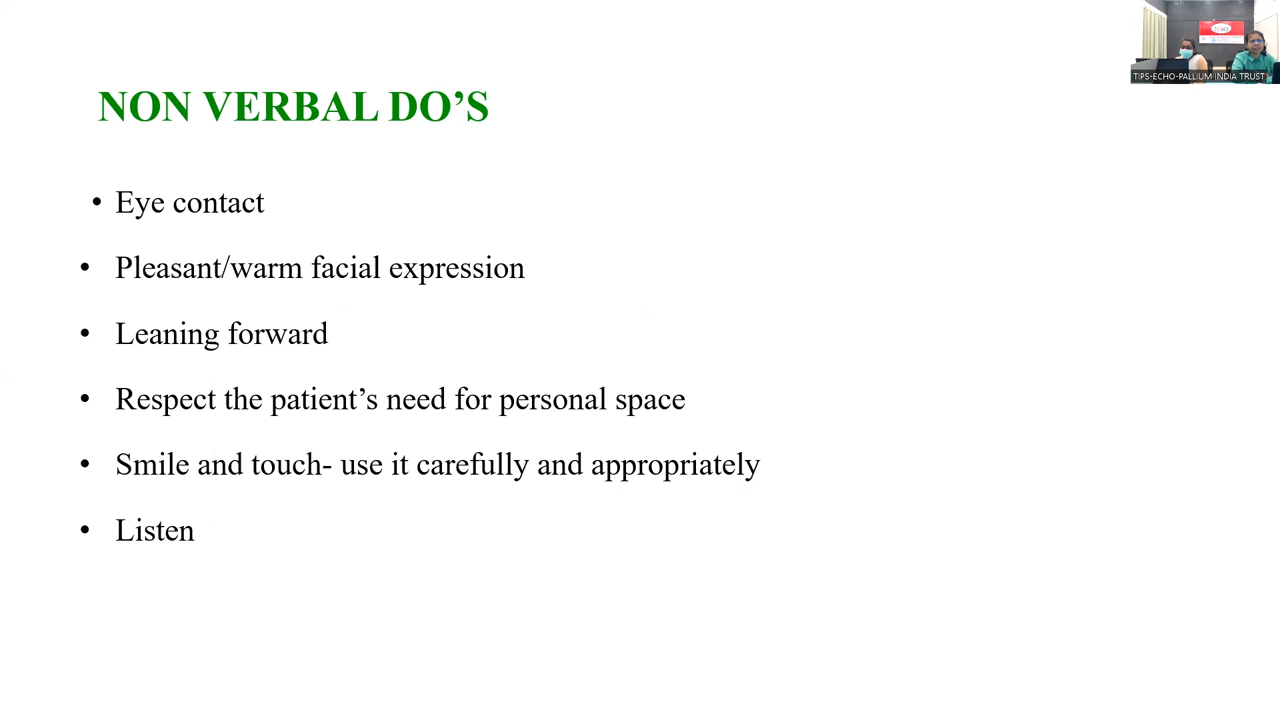 TIPS-ECHO-PALLIUM INDIA TRUST
NON VERBAL DO’S
• Eye contact
• Pleasant/warm facial expression
• Leaning forward
• Respect the patient’s need for personal space
• Smile and touch- use it carefully and appropriately
• Listen